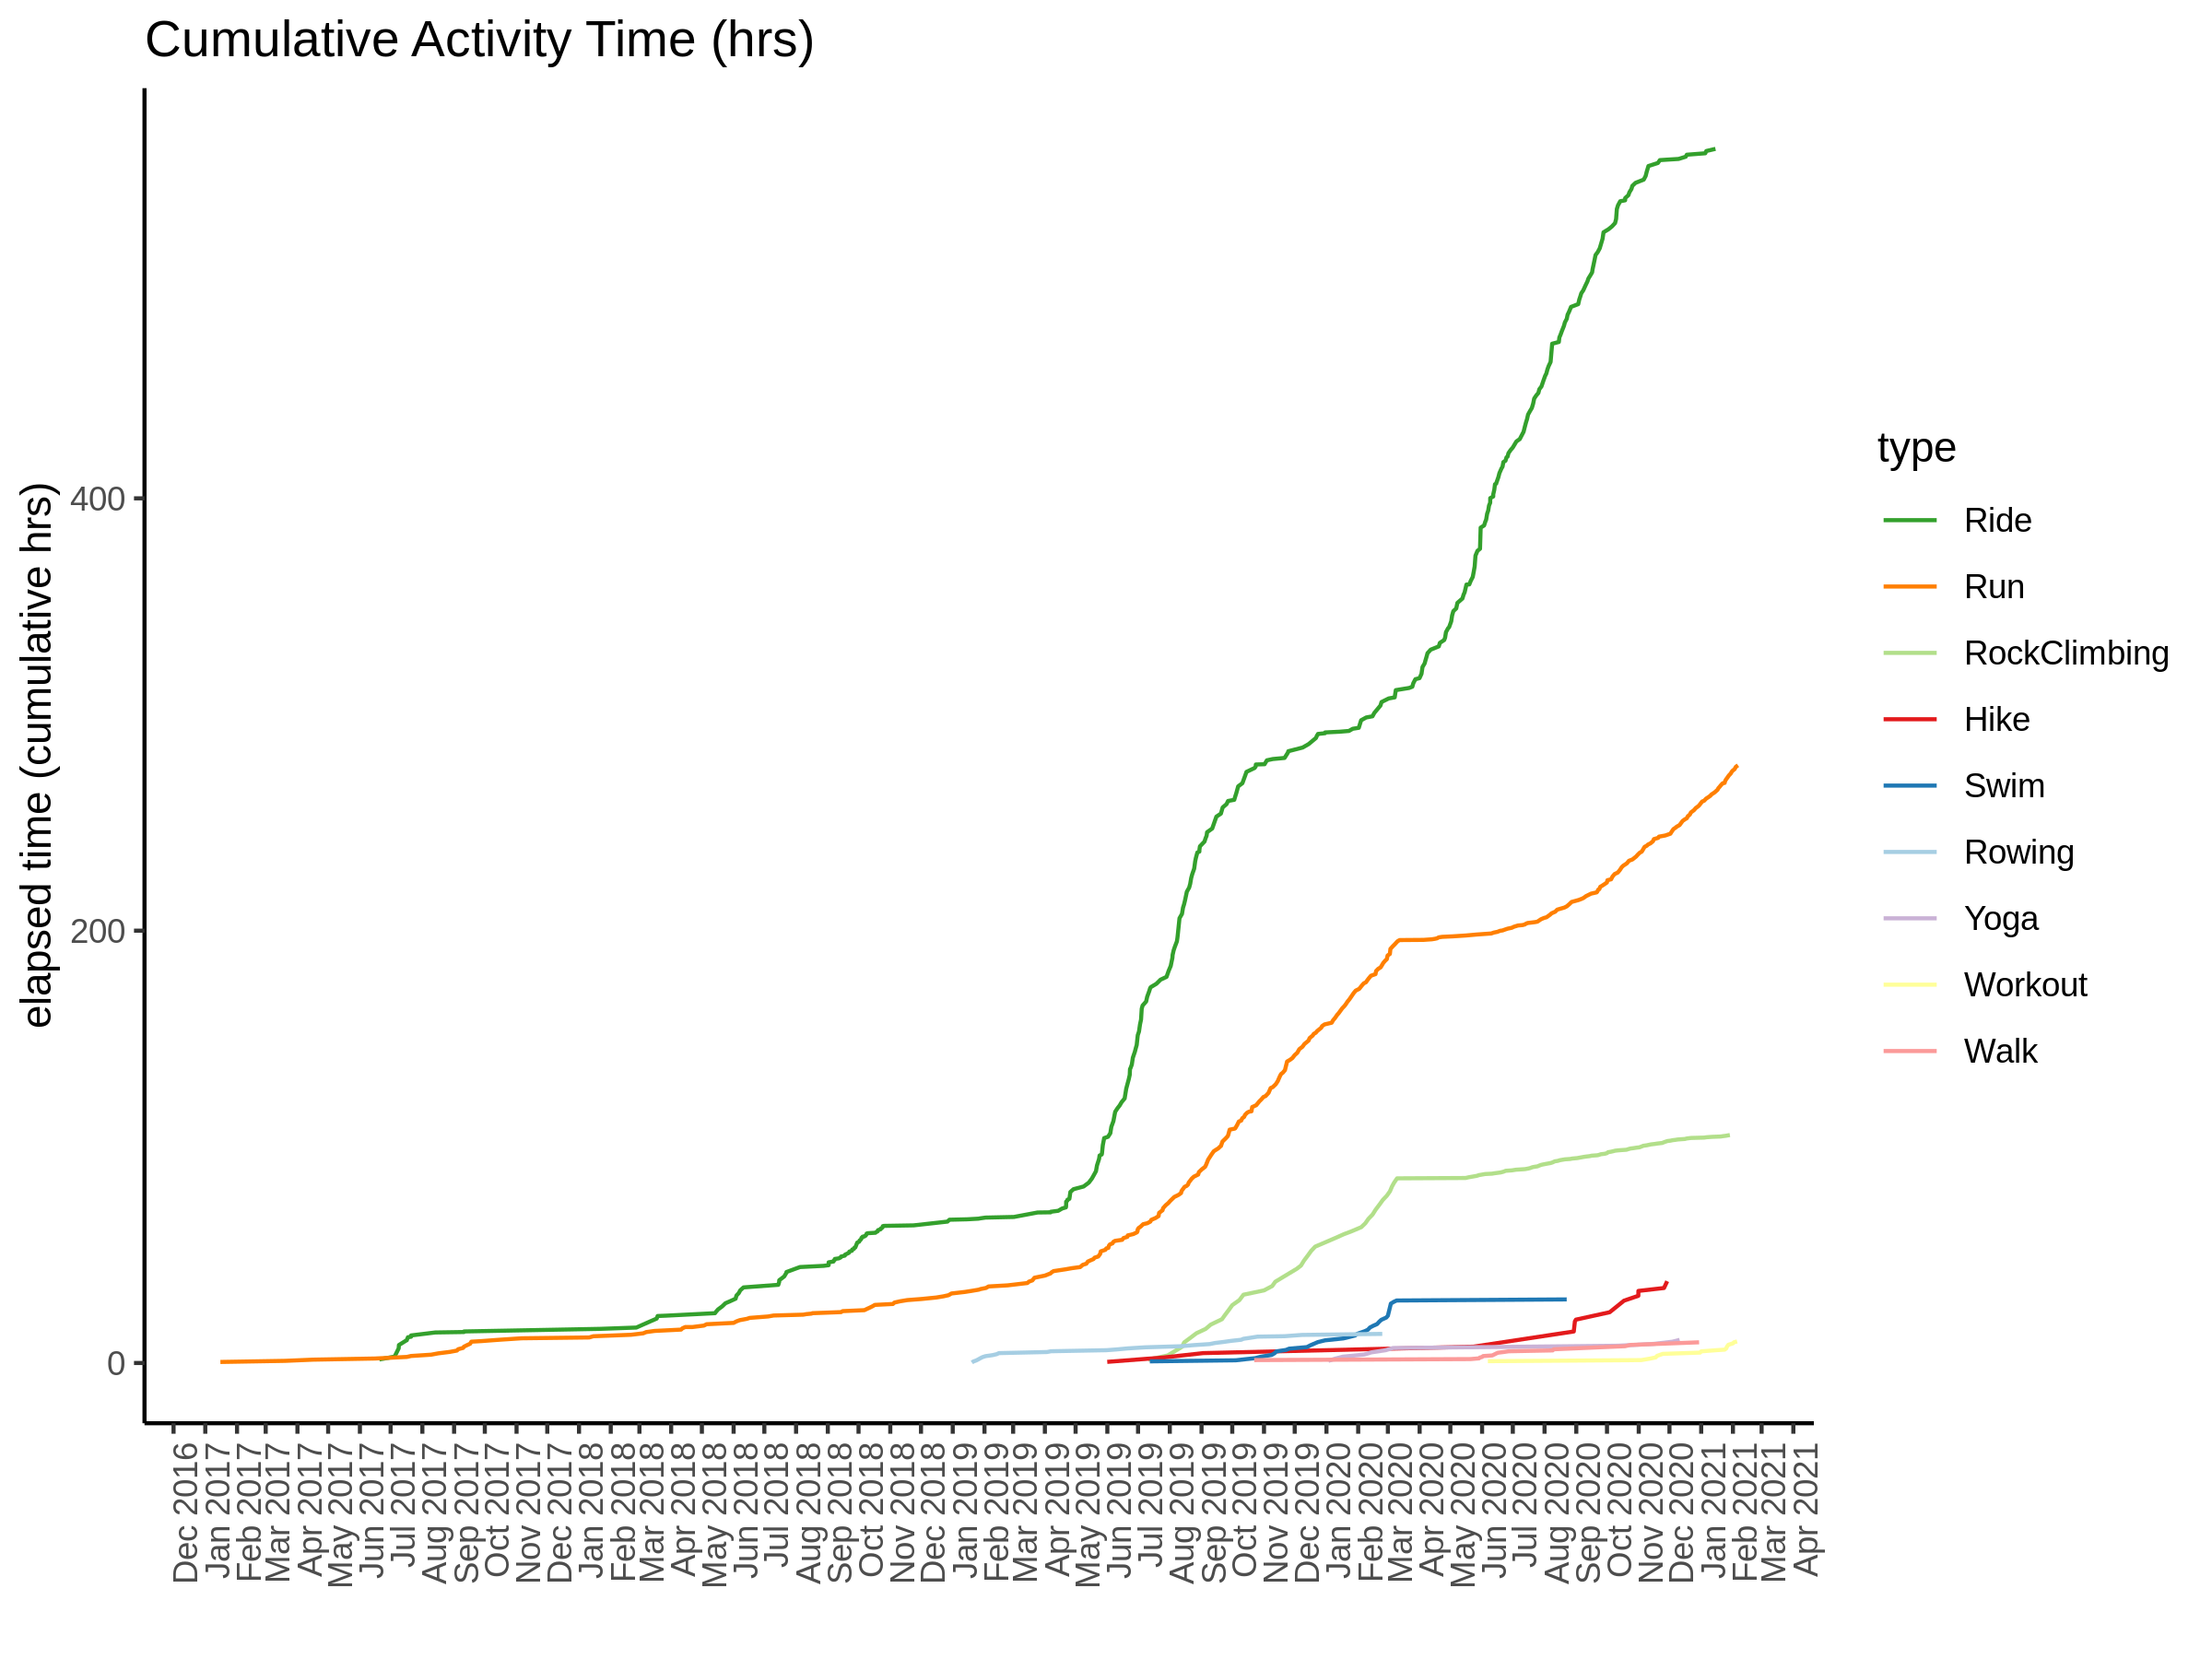 Cumulative Activity Time (hrs)
elapsed time (cumulative hrs)
400
200
0
Dec 2016
Jan 2017
Feb 2017
Mar 2017
Apr 2017
May 2017
Jun 2017
Jul 2017
Aug 2017
Sep 2017
Oct 2017
Nov 2017
Dec 2017
Jan 2018
Feb 2018
Mar 2018
Apr 2018
May 2018
Jun 2018
Jul 2018
Aug 2018
Sep 2018
Oct 2018
Nov 2018
Dec 2018
Jan 2019
Feb 2019
Mar 2019
Apr 2019
May 2019
Jun 2019
Jul 2019
Aug 2019
Sep 2019
Oct 2019
Nov 2019
Dec 2019
Jan 2020
Feb 2020
Mar 2020
Apr 2020
May 2020
Jun 2020
Jul 2020
Aug 2020
Sep 2020
Oct 2020
Nov 2020
Dec 2020
Jan 2021
Feb 2021
Mar 2021
Apr 2021
type
Ride
Run
RockClimbing
Hike
Swim
Rowing
Yoga
Workout
Walk